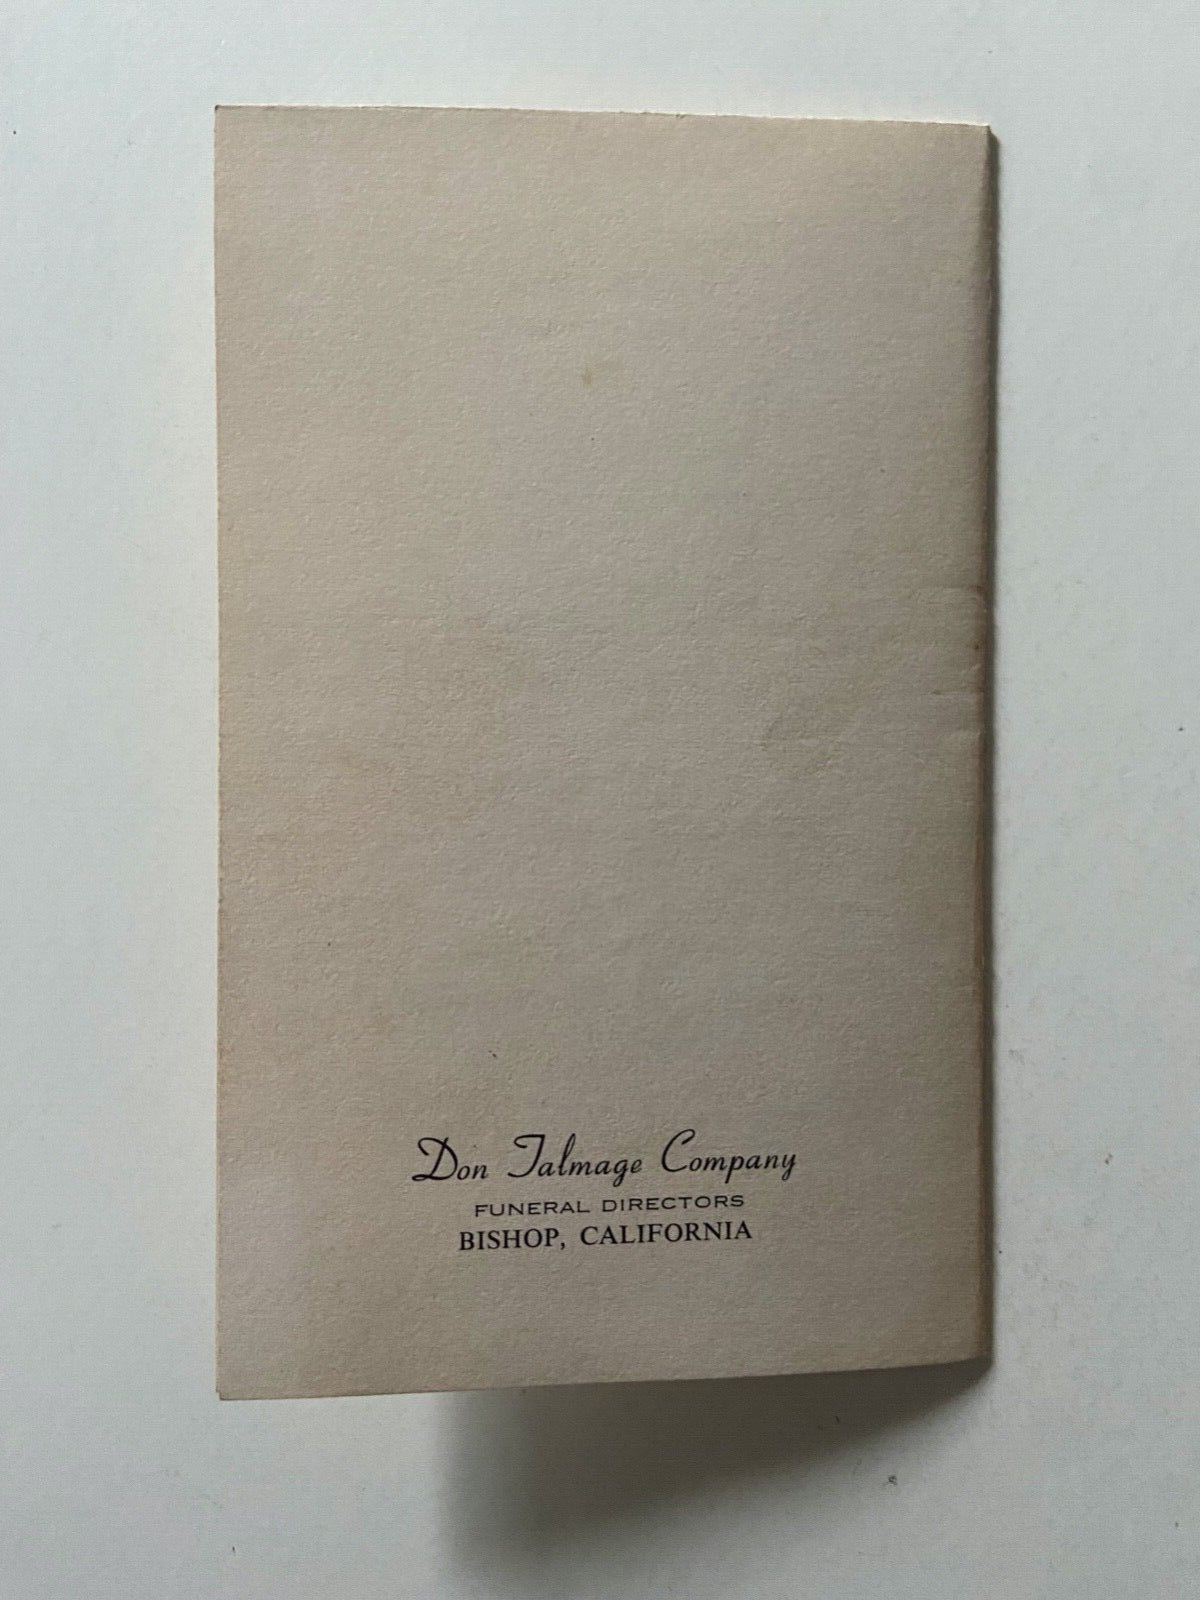 Don Talmage Company
FUNERAL DIRECTORS
BISHOP, CALIFORNIA